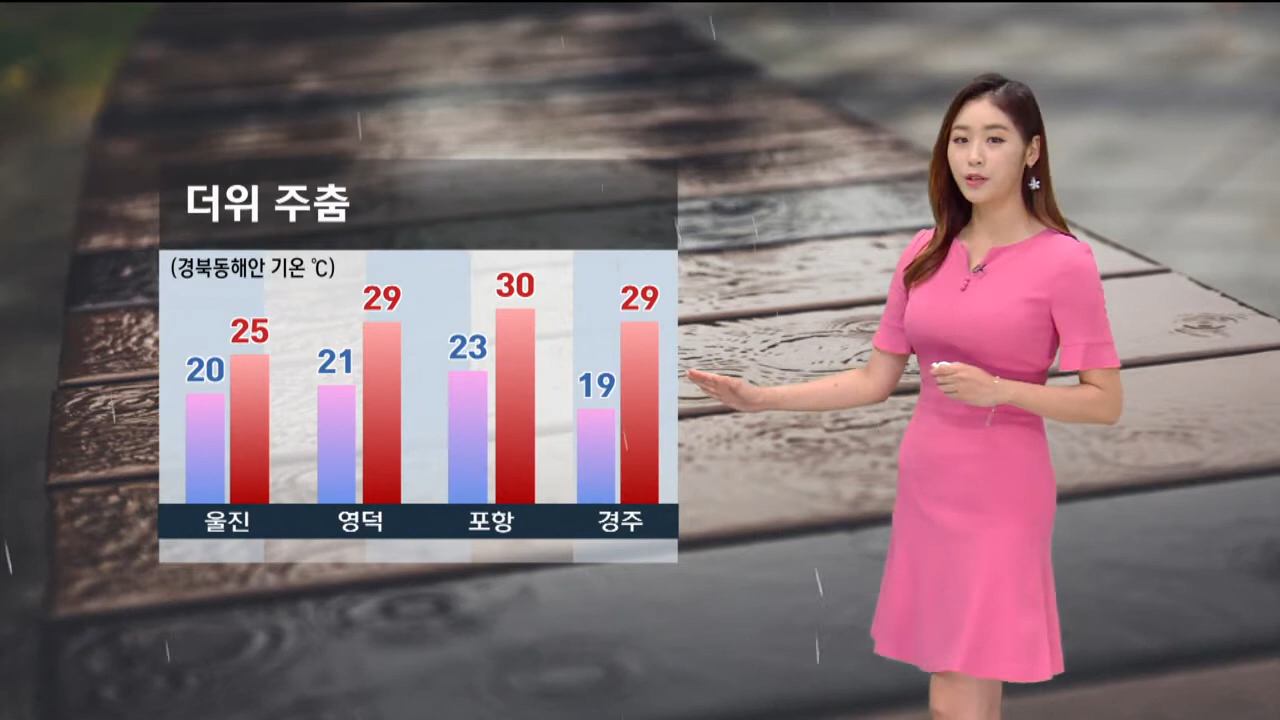 더위 주춤
(경북동해안 기온 ℃)
20 25 21 29 23 30 19 29
울진 영덕 포항 경주